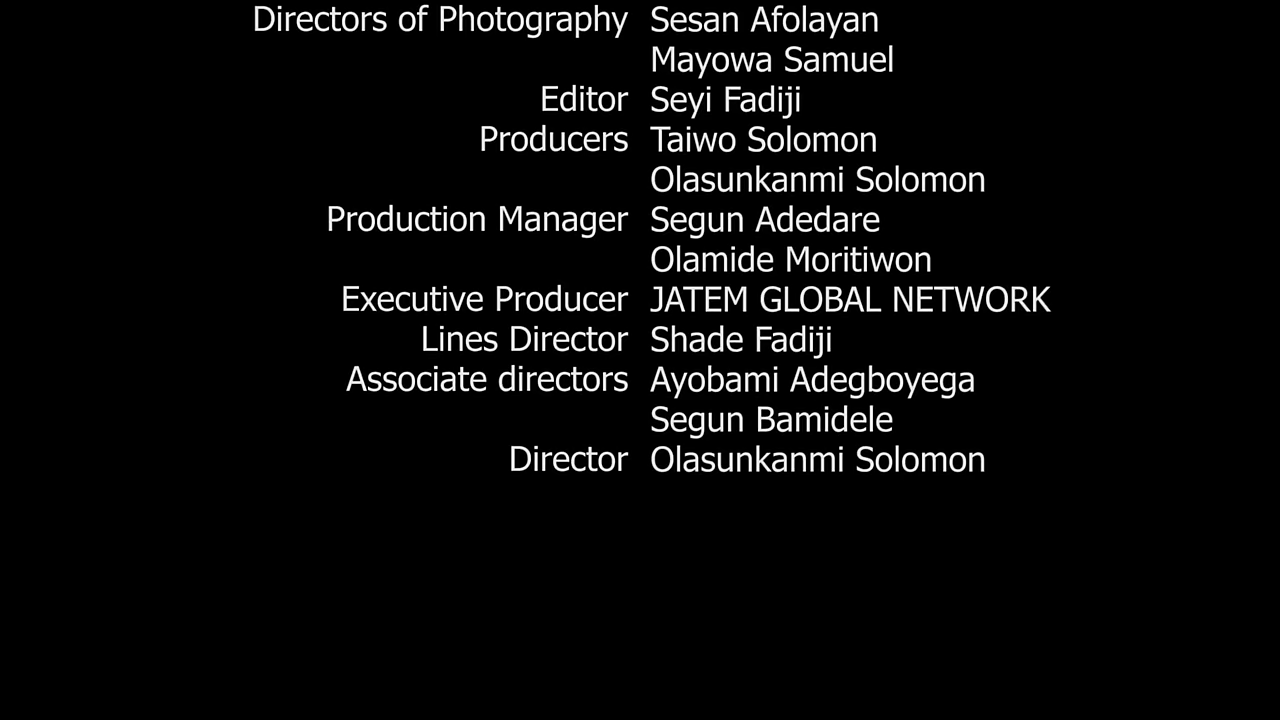 Directors of Photography Sesan Afolayan
Mayowa Samuel
Editor Seyi Fadiji
Producers Taiwo Solomon
Olasunkanmi Solomon
Production Manager Segun Adedare
Olamide Moritiwon
Executive Producer JATEM GLOBAL NETWORK
Lines Director Shade Fadiji
Associate directors Ayobami Adegboyega
Segun Bamidele
Director Olasunkanmi Solomon